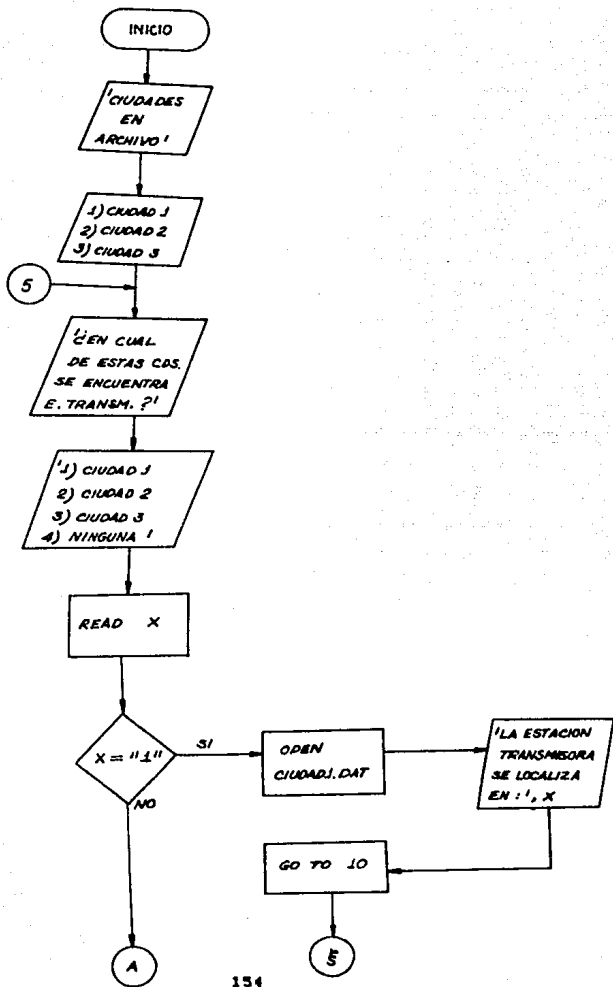 INICIO
'CIUDADES
EN
ARCHIVO'
1) CIUDAD 1
2) CIUDAD 2
3) CIUDAD 3
5
'¿EN CUAL
DE ESTAS CDS.
SE ENCUENTRA
E. TRANSM. ?'
'1) CIUDAD 1
2) CIUDAD 2
3) CIUDAD 3
4) NINGUNA '
READ X
X = "1"
SI
NO
OPEN
CIUDAD1.DAT
'LA ESTACION
TRANSMISORA
SE LOCALIZA
EN : ', X
GO TO 10
A
154